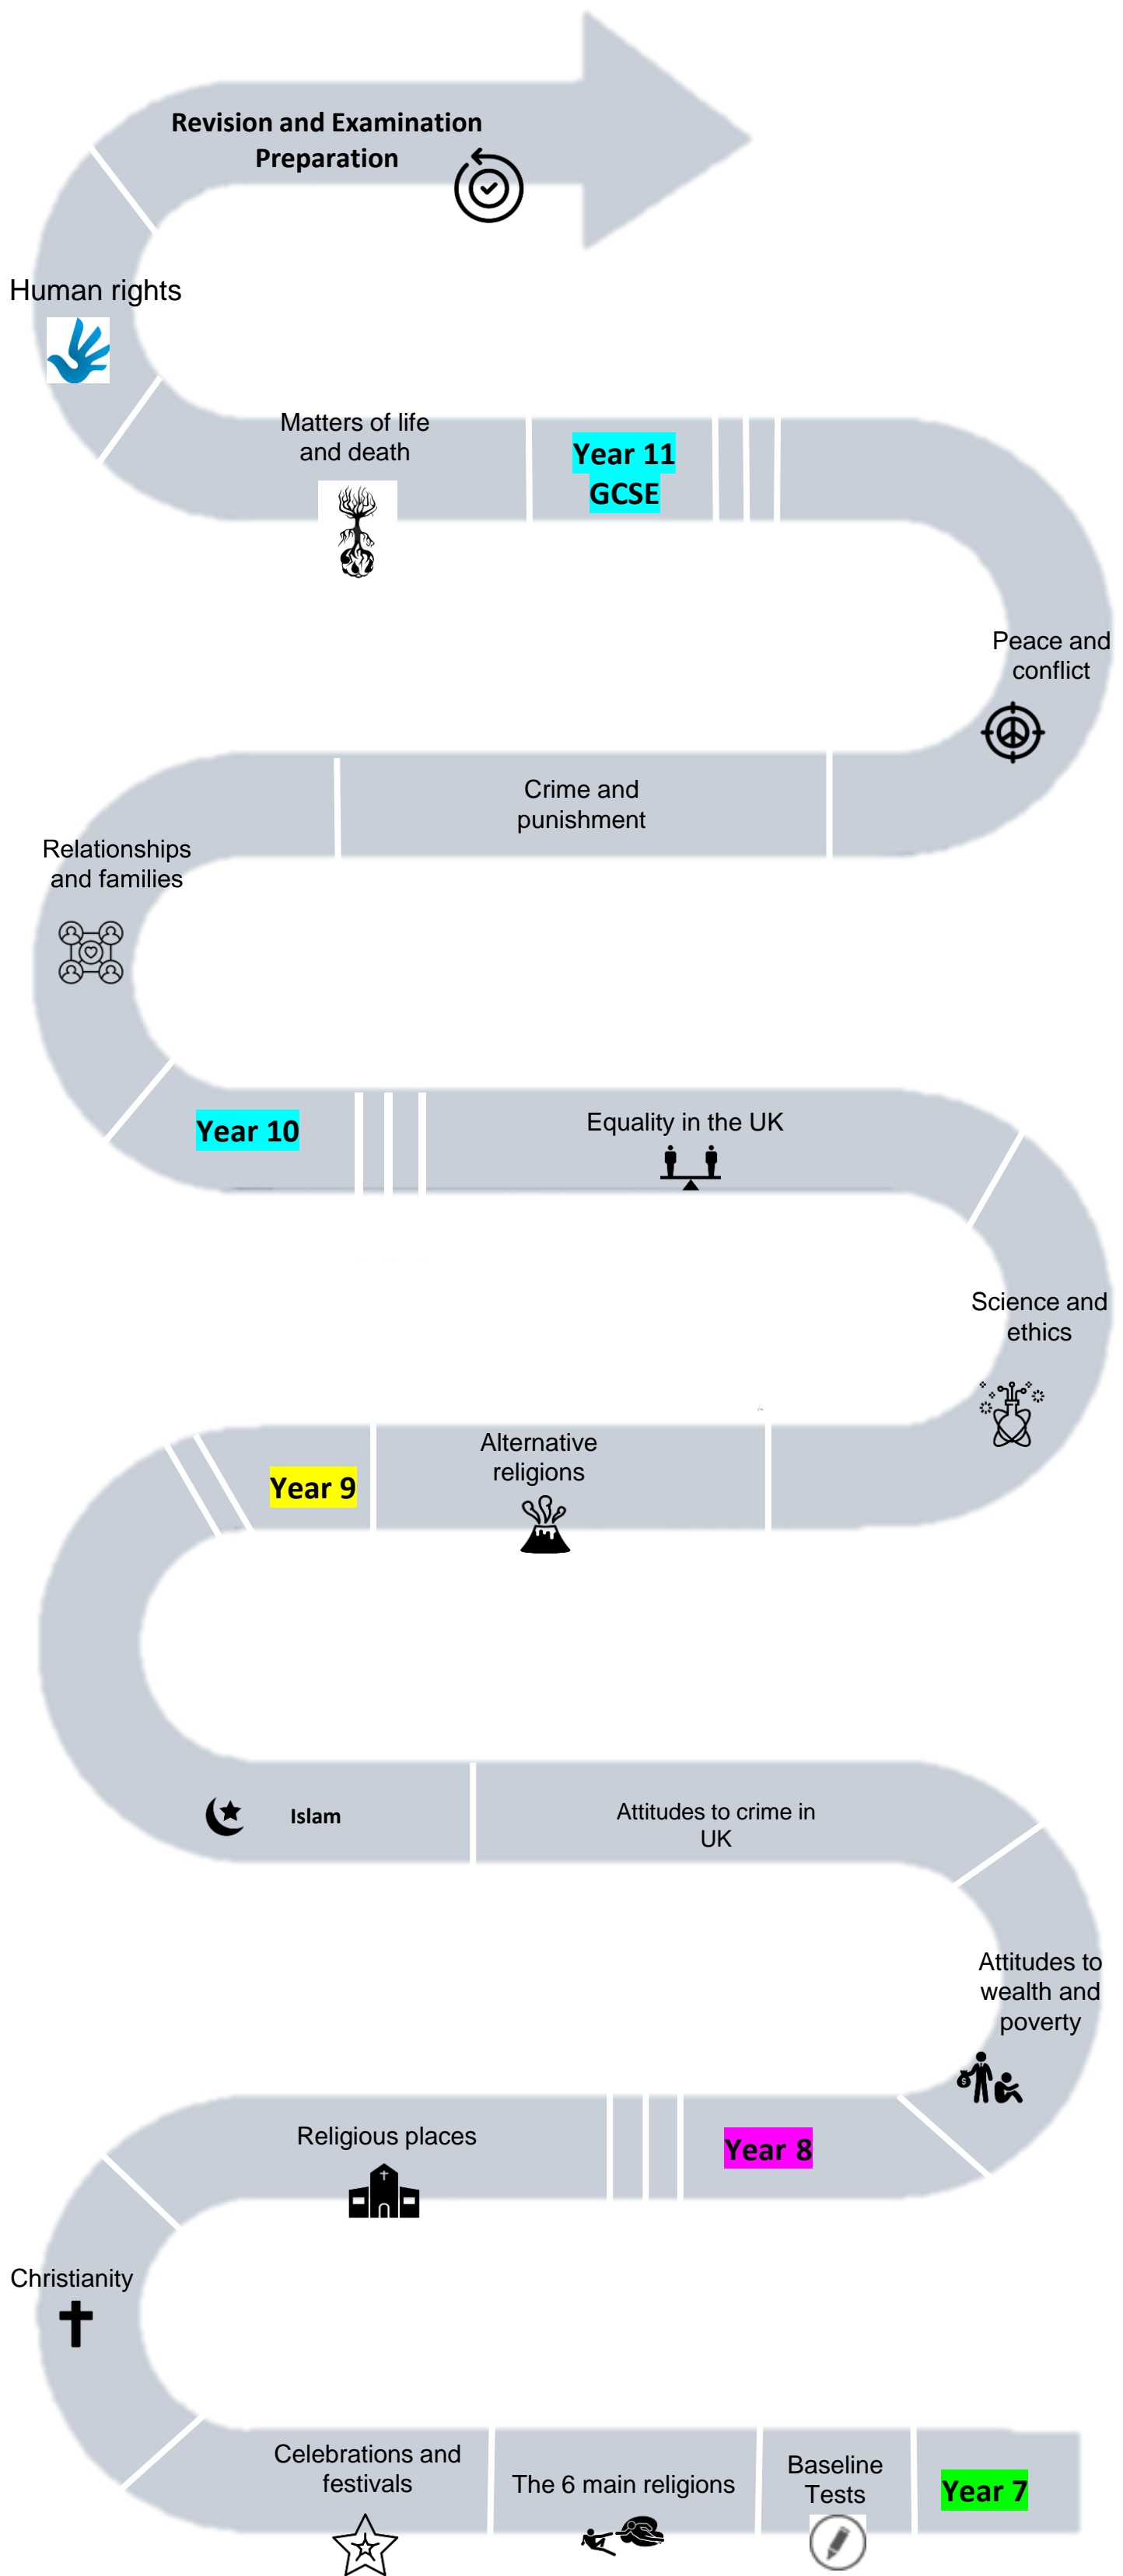 Revision and Examination
Preparation
Human rights
Matters of life
and death
Year 11
GCSE
Peace and
conflict
Crime and
punishment
Relationships
and families
Year 10
Equality in the UK
Science and
ethics
Alternative
religions
Year 9
Islam
Attitudes to crime in
UK
Attitudes to
wealth and
poverty
Religious places
Year 8
Christianity
Celebrations and
festivals
The 6 main religions
Baseline
Tests
Year 7